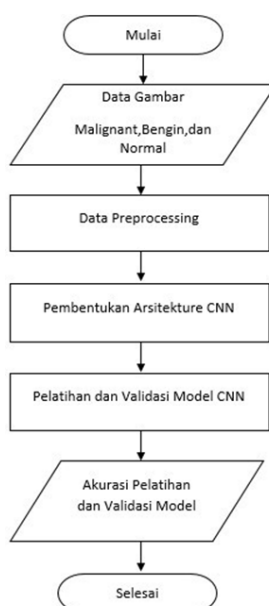 Mulai
Data Gambar
Malignant,Bengin,dan
Normal
Data Preprocessing
Pembentukan Arsitekture CNN
Pelatihan dan Validasi Model CNN
Akurasi Pelatihan
dan Validasi Model
Selesai